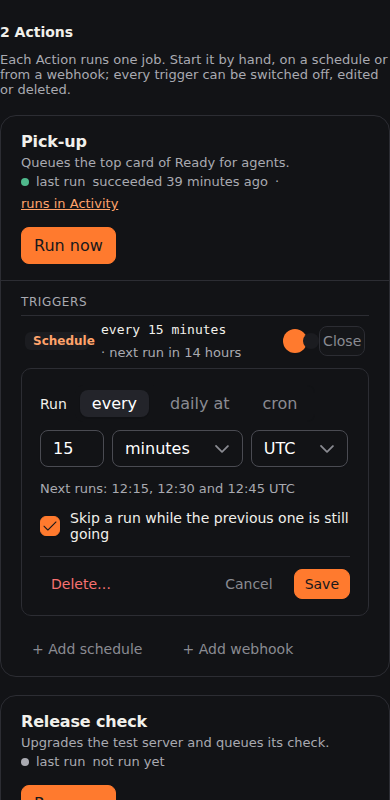 2 Actions
Each Action runs one job. Start it by hand, on a schedule or
from a webhook; every trigger can be switched off, edited
or deleted.
Pick-up
Queues the top card of Ready for agents.
last run succeeded 39 minutes ago ·
runs in Activity
Run now
TRIGGERS
Schedule every 15 minutes
· next run in 14 hours
Close
Run every daily at cron
15 minutes UTC
Next runs: 12:15, 12:30 and 12:45 UTC
Skip a run while the previous one is still
going
Delete... Cancel Save
+ Add schedule + Add webhook
Release check
Upgrades the test server and queues its check.
last run not run yet